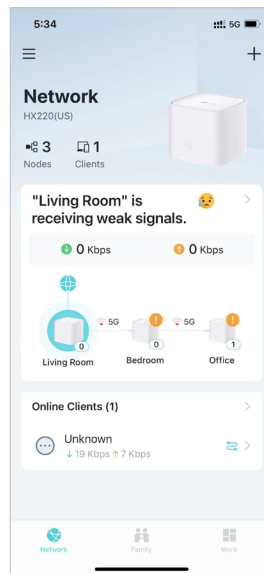 5:34
5G
Network
HX220(US)
3
1
Nodes
Clients
"Living Room" is
receiving weak signals.
0 Kbps
0 Kbps
5G
5G
0
0
1
Living Room
Bedroom
Office
Online Clients (1)
Unknown
↓ 19 Kbps ↑ 7 Kbps
Network
Family
More